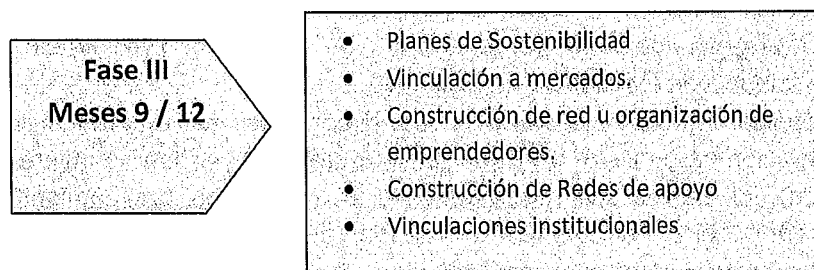 Fase III
Meses 9 / 12
• Planes de Sostenibilidad
• Vinculación a mercados.
• Construcción de red u organización de
emprendedores.
• Construcción de Redes de apoyo
• Vinculaciones institucionales